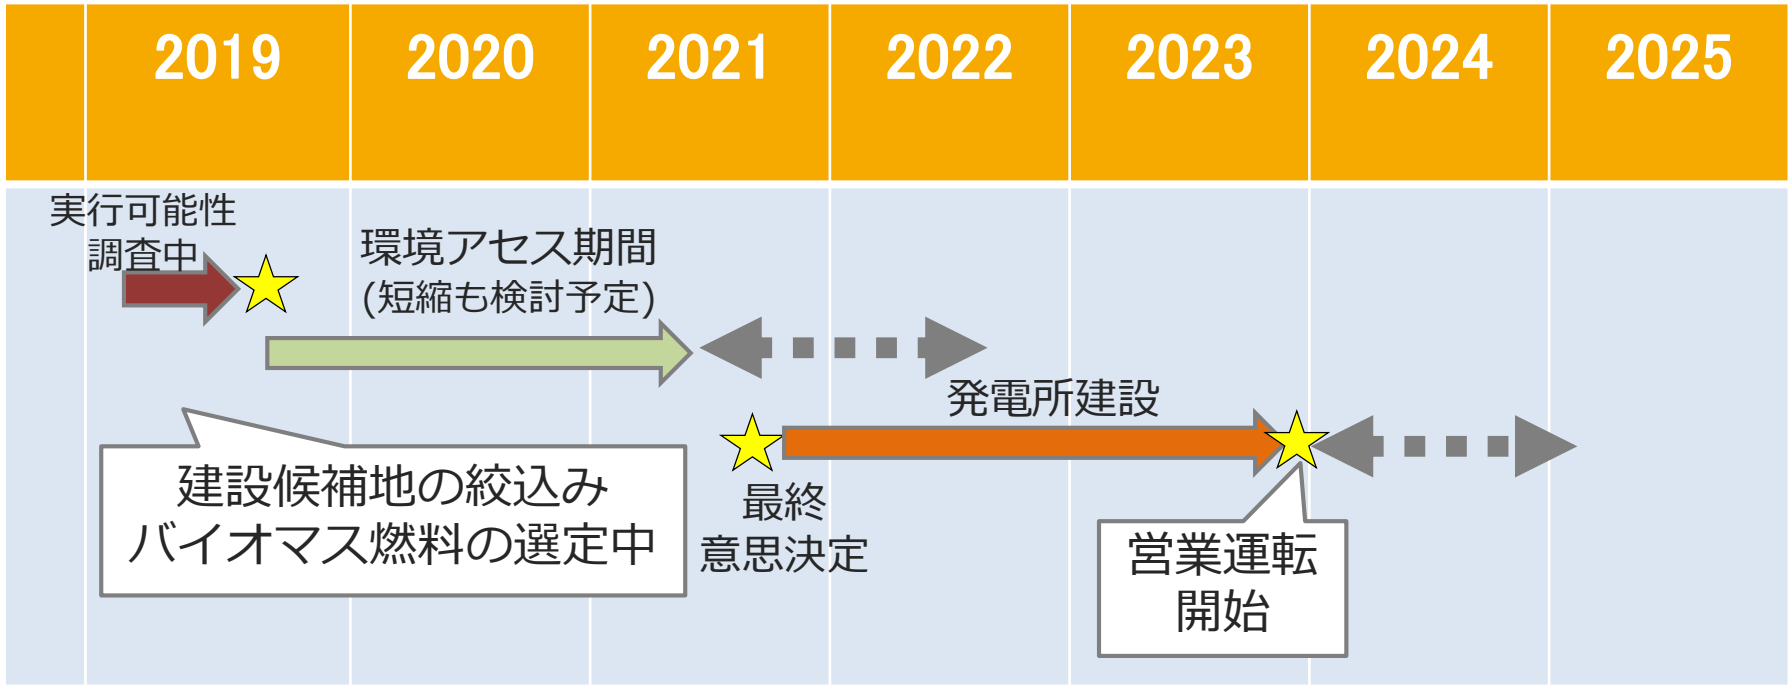 2019 2020 2021 2022 2023 2024 2025
実行可能性
調査中
環境アセス期間
(短縮も検討予定)
発電所建設
建設候補地の絞込み
バイオマス燃料の選定中
最終
意思決定
営業運転
開始